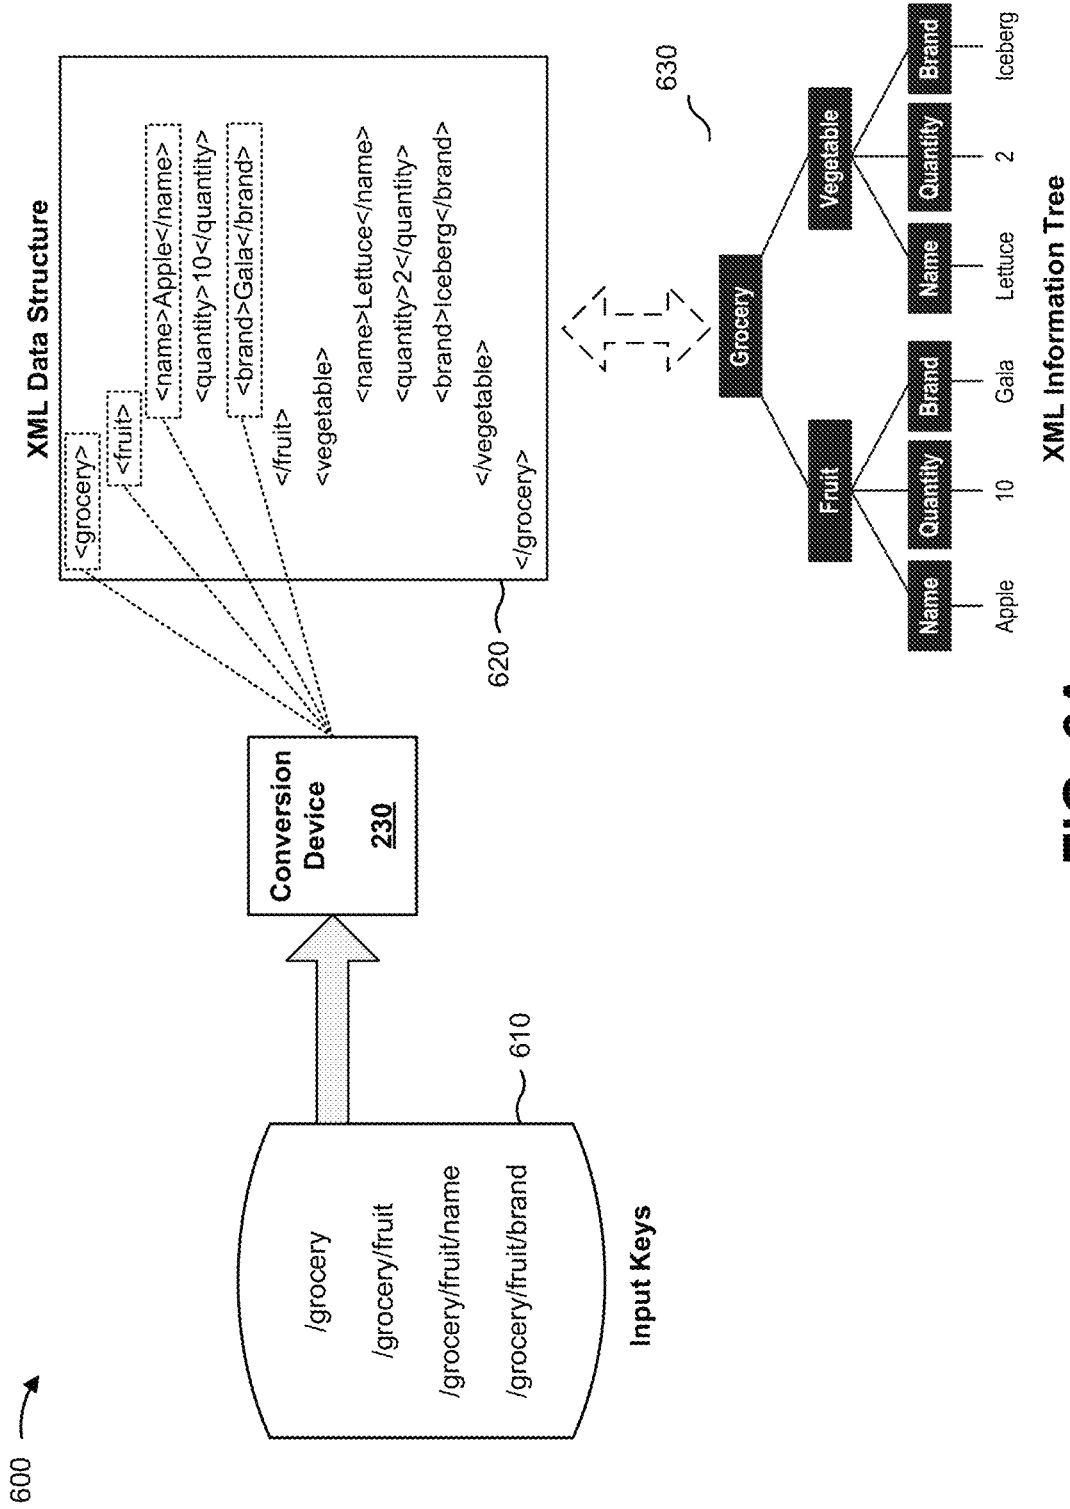 600
/grocery
/grocery/fruit
/grocery/fruit/name
/grocery/fruit/brand
610
Input Keys
Conversion
Device
230
XML Data Structure
<grocery>
<fruit>
<name>Apple</name>
<quantity>10</quantity>
<brand>Gala</brand>
</fruit>
<vegetable>
<name>Lettuce</name>
<quantity>2</quantity>
<brand>Iceberg</brand>
</vegetable>
</grocery>
620
630
Grocery
Fruit
Vegetable
Name
Quantity
Brand
Name
Quantity
Brand
Apple
10
Gala
Lettuce
2
Iceberg
XML Information Tree